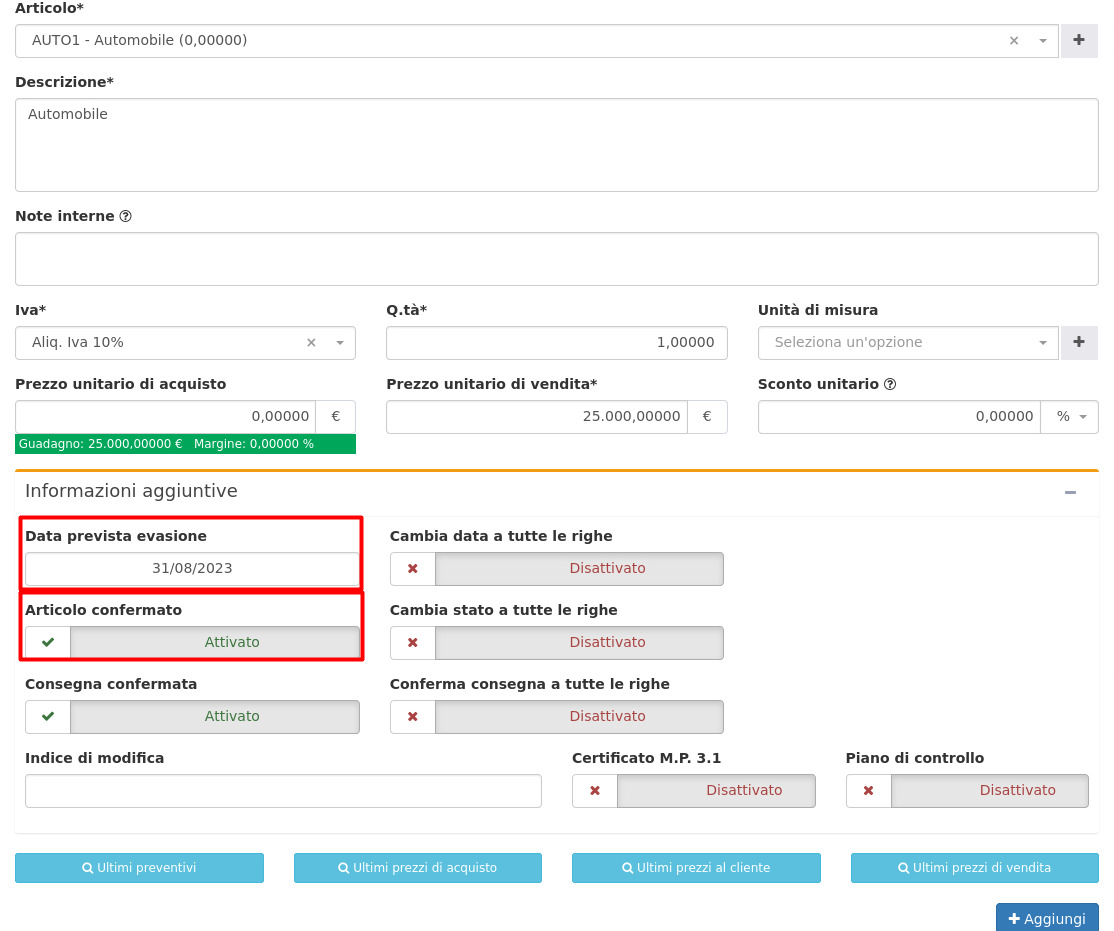 Articolo*
AUTO1 - Automobile (0,00000)
Descrizione*
Automobile
Note interne
Iva* Q.tà* Unità di misura
Aliq. Iva 10% 1,00000 Seleziona un'opzione
Prezzo unitario di acquisto Prezzo unitario di vendita* Sconto unitario
0,00000 € 25.000,00000 € 0,00000 %
Guadagno: 25.000,00000 € Margine: 0,00000 %
Informazioni aggiuntive
Data prevista evasione Cambia data a tutte le righe
31/08/2023 Disattivato
Articolo confermato Cambia stato a tutte le righe
Attivato Disattivato
Consegna confermata Conferma consegna a tutte le righe
Attivato Disattivato
Indice di modifica Certificato M.P. 3.1 Piano di controllo
Disattivato Disattivato
Ultimi preventivi Ultimi prezzi di acquisto Ultimi prezzi al cliente Ultimi prezzi di vendita
Aggiungi